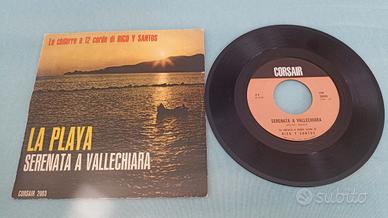 Le chitarre a 12 corde di RICO Y SANTOS
LA PLAYA
SERENATA A VALLECHIARA
CORSAIR 2003
CORSAIR
SERENATA A VALLECHIARA
RICO Y SANTOS
subito